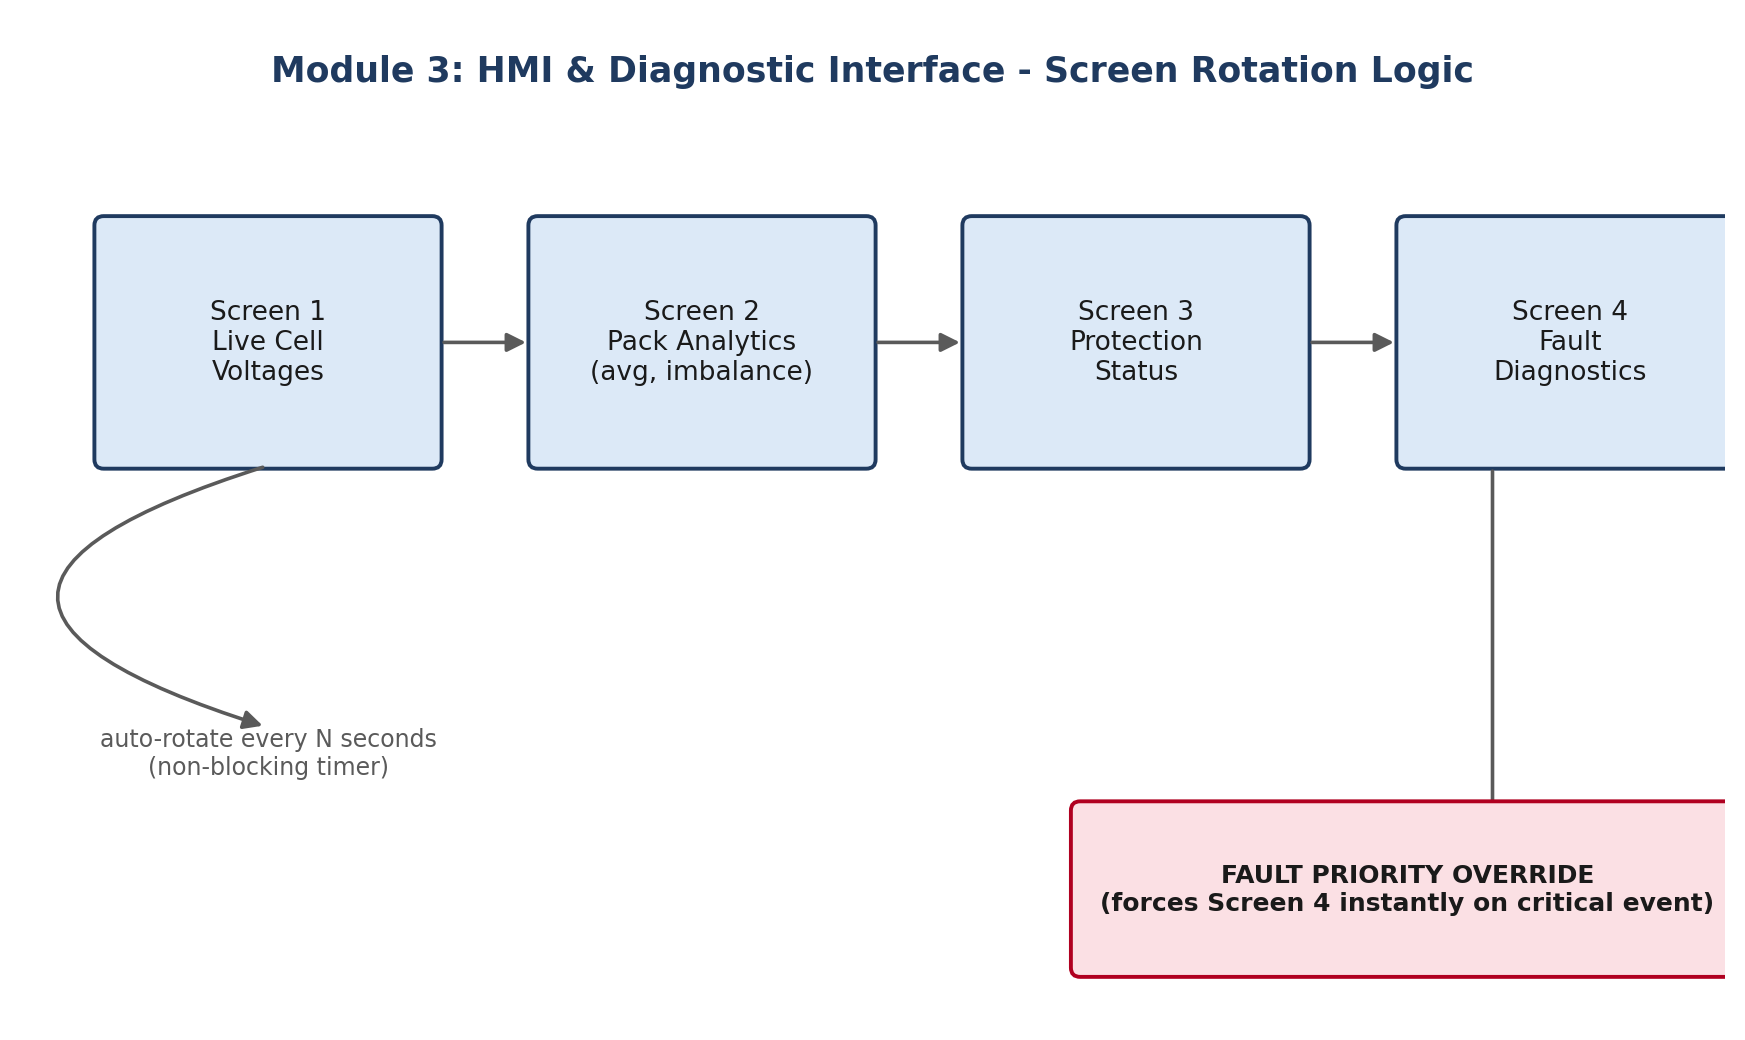 Module 3: HMI & Diagnostic Interface - Screen Rotation Logic
Screen 1
Live Cell
Voltages
Screen 2
Pack Analytics
(avg, imbalance)
Screen 3
Protection
Status
Screen 4
Fault
Diagnostics
auto-rotate every N seconds
(non-blocking timer)
FAULT PRIORITY OVERRIDE
(forces Screen 4 instantly on critical event)